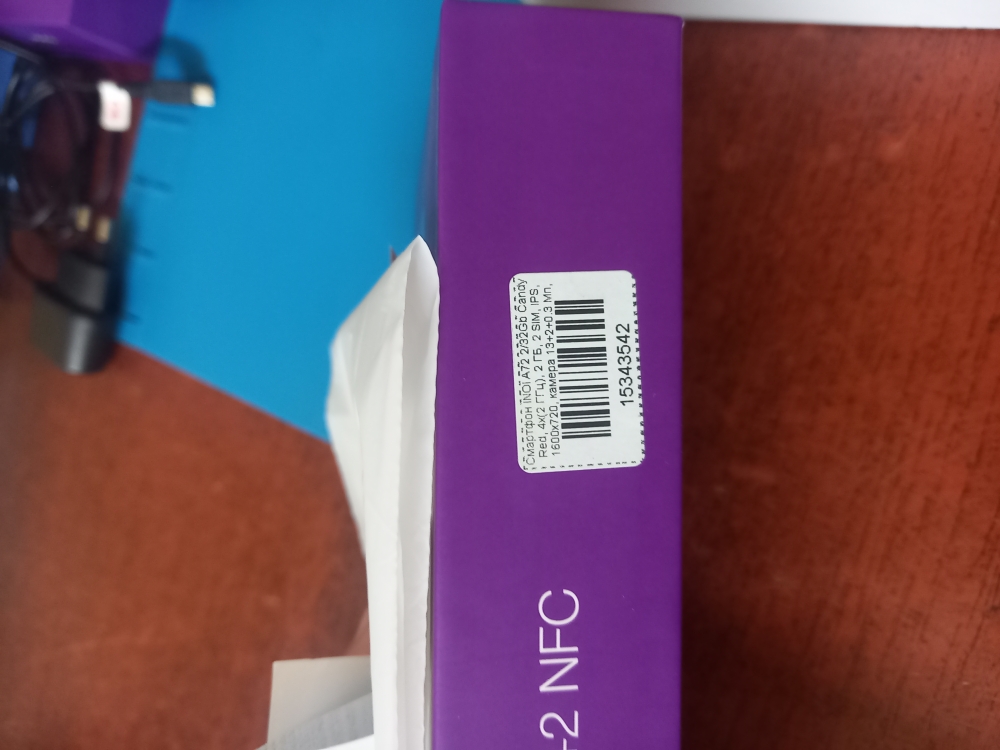 Смартфон INOI A72 2/32Gb Candy
Red, 4x(2 ГГц), 2 ГБ, 2 SIM, IPS,
1600x720, камера 13+2+0.3 Мп,
15343542
2 NFC